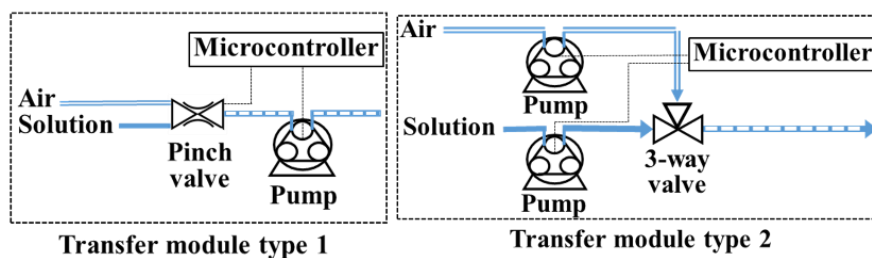 Microcontroller
Air
Solution
Pinch
valve
Pump
Transfer module type 1
Air
Microcontroller
Pump
Solution
3-way
valve
Pump
Transfer module type 2